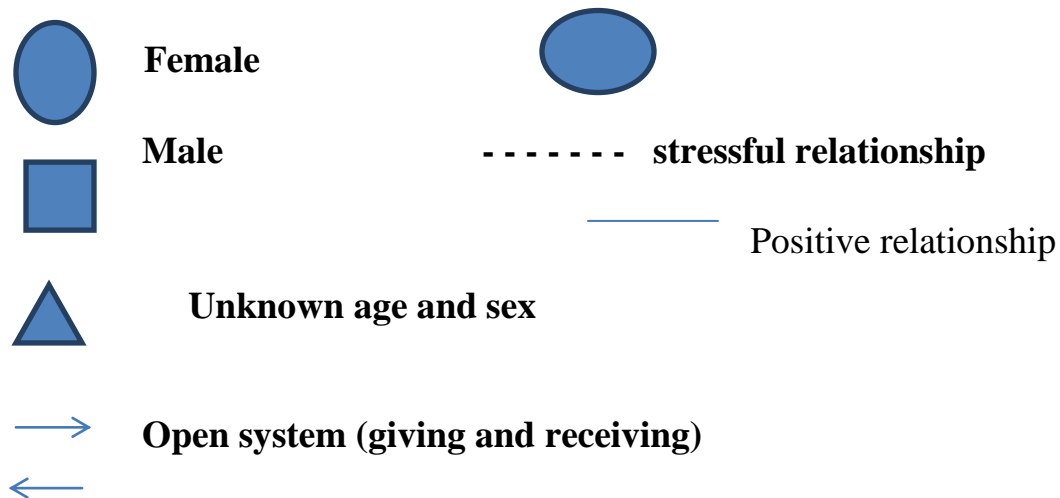 Female
Male
- - - - - - - stressful relationship
Positive relationship
Unknown age and sex
Open system (giving and receiving)